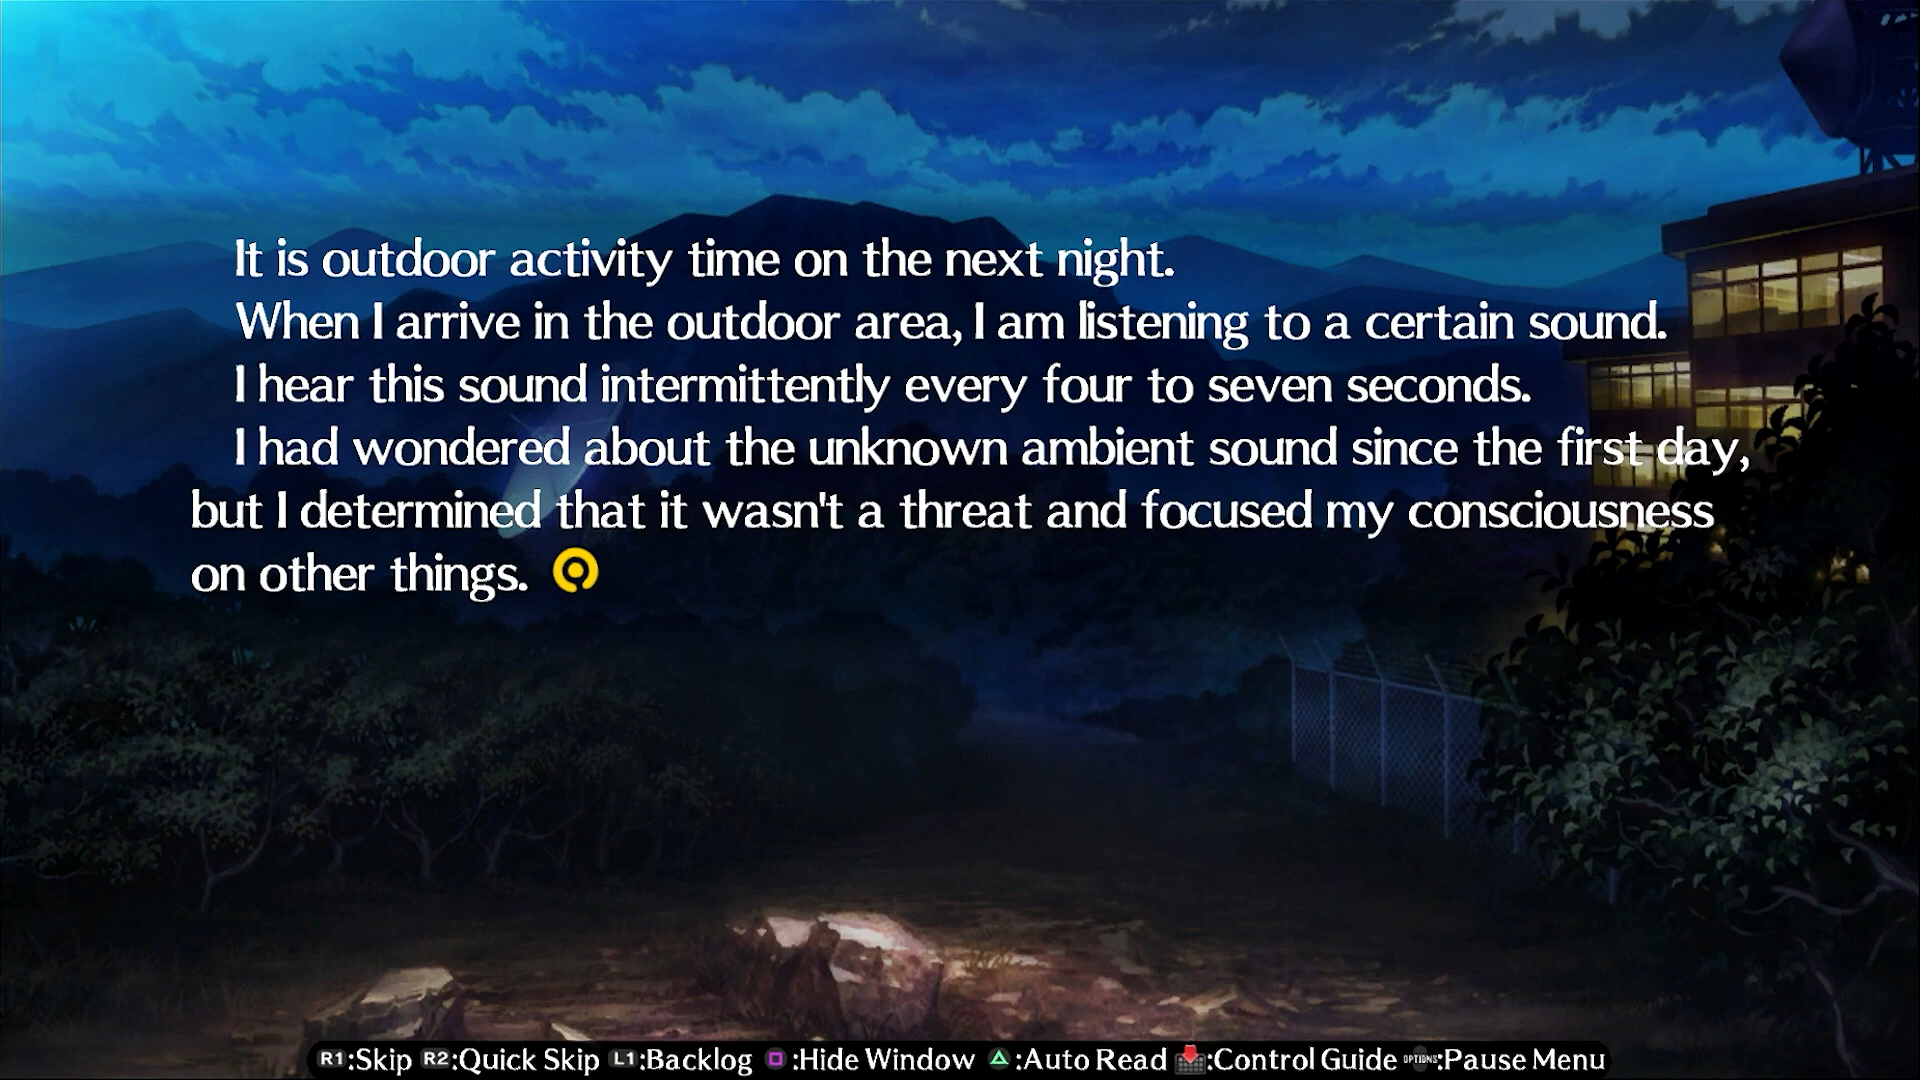 It is outdoor activity time on the next night.
When I arrive in the outdoor area, I am listening to a certain sound.
I hear this sound intermittently every four to seven seconds.
I had wondered about the unknown ambient sound since the first day,
but I determined that it wasn't a threat and focused my consciousness
on other things.
R1:Skip R2:Quick Skip L1:Backlog :Hide Window :Auto Read :Control Guide OPTIONS:Pause Menu